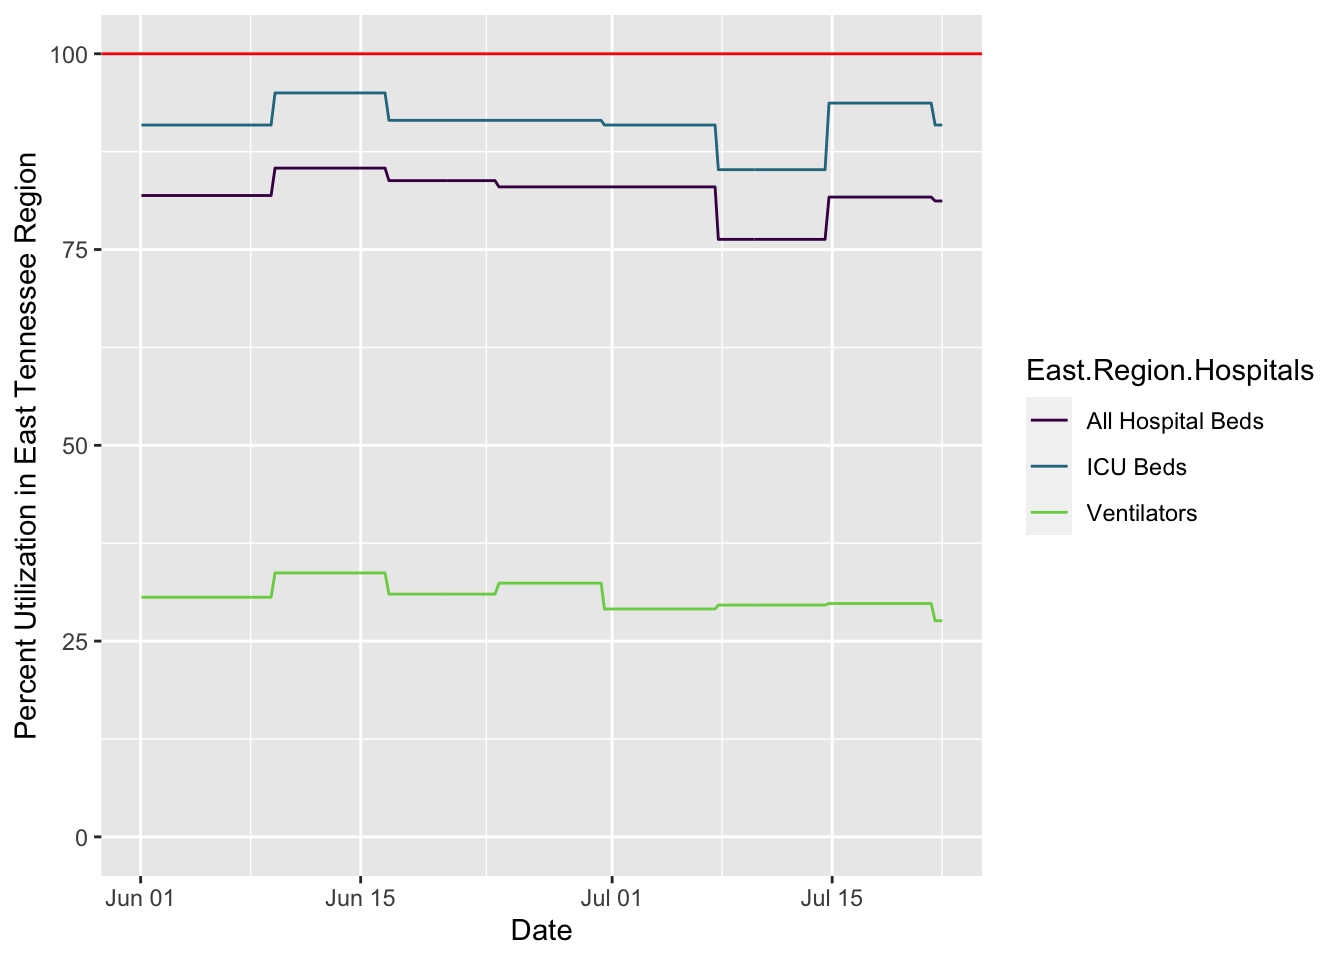 Percent Utilization in East Tennessee Region
100
75
50
25
0
Jun 01
Jun 15
Jul 01
Jul 15
Date
East.Region.Hospitals
All Hospital Beds
ICU Beds
Ventilators